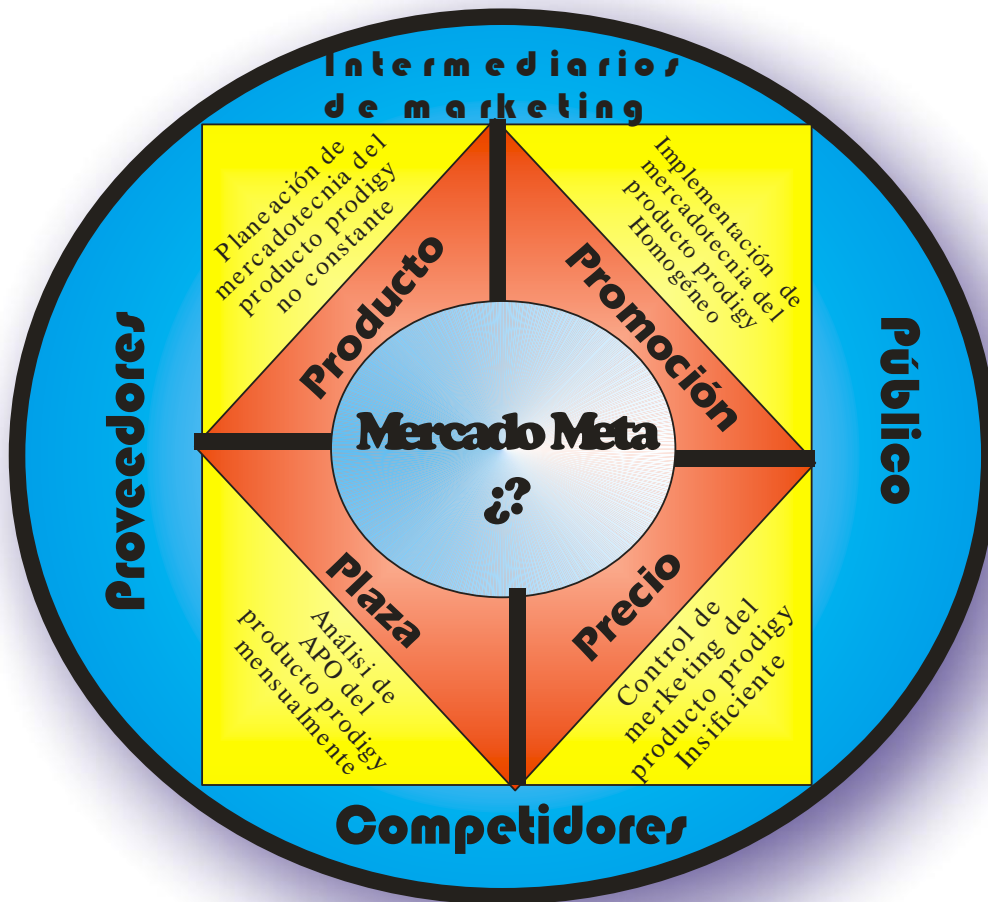 Intermediarios
de marketing
Planeación de
mercadotecnia del
producto prodigy
no constante
Implementación de
mercadotecnia del
producto prodigy
Homogéneo
Producto
Promoción
Proveedores
Público
Mercado Meta
¿?
Plaza
Precio
Análisi de
APO del
producto prodigy
mensualmente
Control de
merketing del
producto prodigy
Insificiente
Competidores